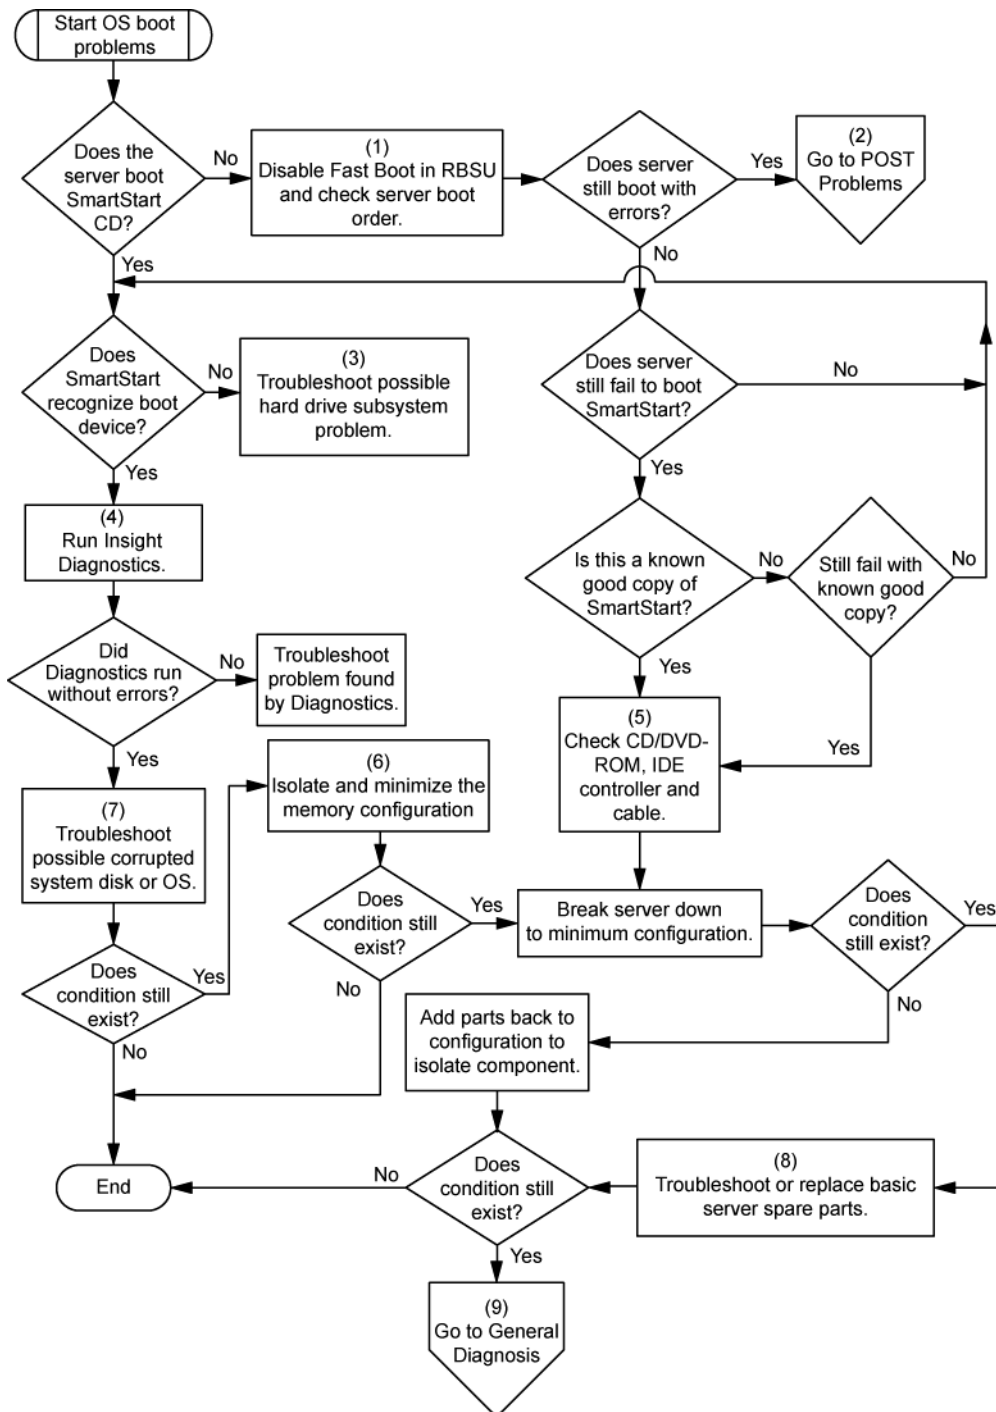 Start OS boot
problems
Does the
server boot
SmartStart
CD?
No
(1)
Disable Fast Boot in RBSU
and check server boot
order.
Does server
still boot with
errors?
Yes
(2)
Go to POST
Problems
Yes
No
Does
SmartStart
recognize boot
device?
No
(3)
Troubleshoot possible
hard drive subsystem
problem.
Does server
still fail to boot
SmartStart?
No
Yes
Yes
(4)
Run Insight
Diagnostics.
Is this a known
good copy of
SmartStart?
No
Still fail with
known good
copy?
No
Did
Diagnostics run
without errors?
No
Troubleshoot
problem found
by Diagnostics.
Yes
Yes
Yes
(5)
Check CD/DVD-
ROM, IDE
controller and
cable.
(6)
Isolate and minimize the
memory configuration
(7)
Troubleshoot
possible corrupted
system disk or OS.
Does
condition still
exist?
Yes
Break server down
to minimum configuration.
Does
condition
still exist?
Yes
No
No
Does
condition still
exist?
Yes
No
Add parts back to
configuration to
isolate component.
End
No
Does
condition still
exist?
(8)
Troubleshoot or replace basic
server spare parts.
Yes
(9)
Go to General
Diagnosis